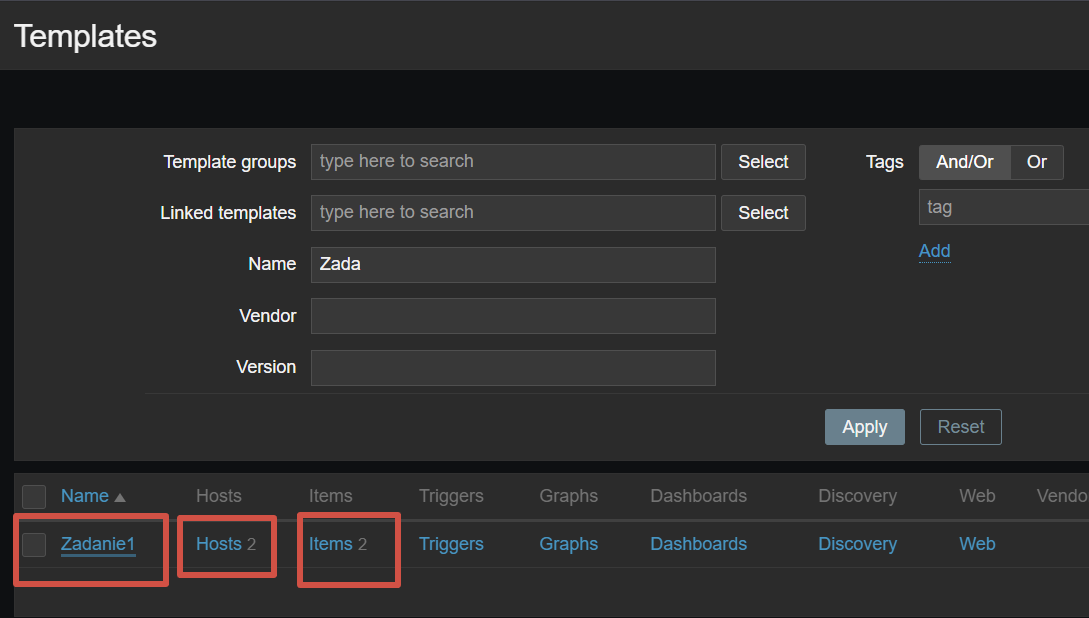 Templates
Template groups type here to search Select Tags And/Or Or
Linked templates type here to search Select tag
Add
Name Zada
Vendor
Version
Apply Reset
Name ▲ Hosts Items Triggers Graphs Dashboards Discovery Web Vendo
Zadanie1 Hosts 2 Items 2 Triggers Graphs Dashboards Discovery Web